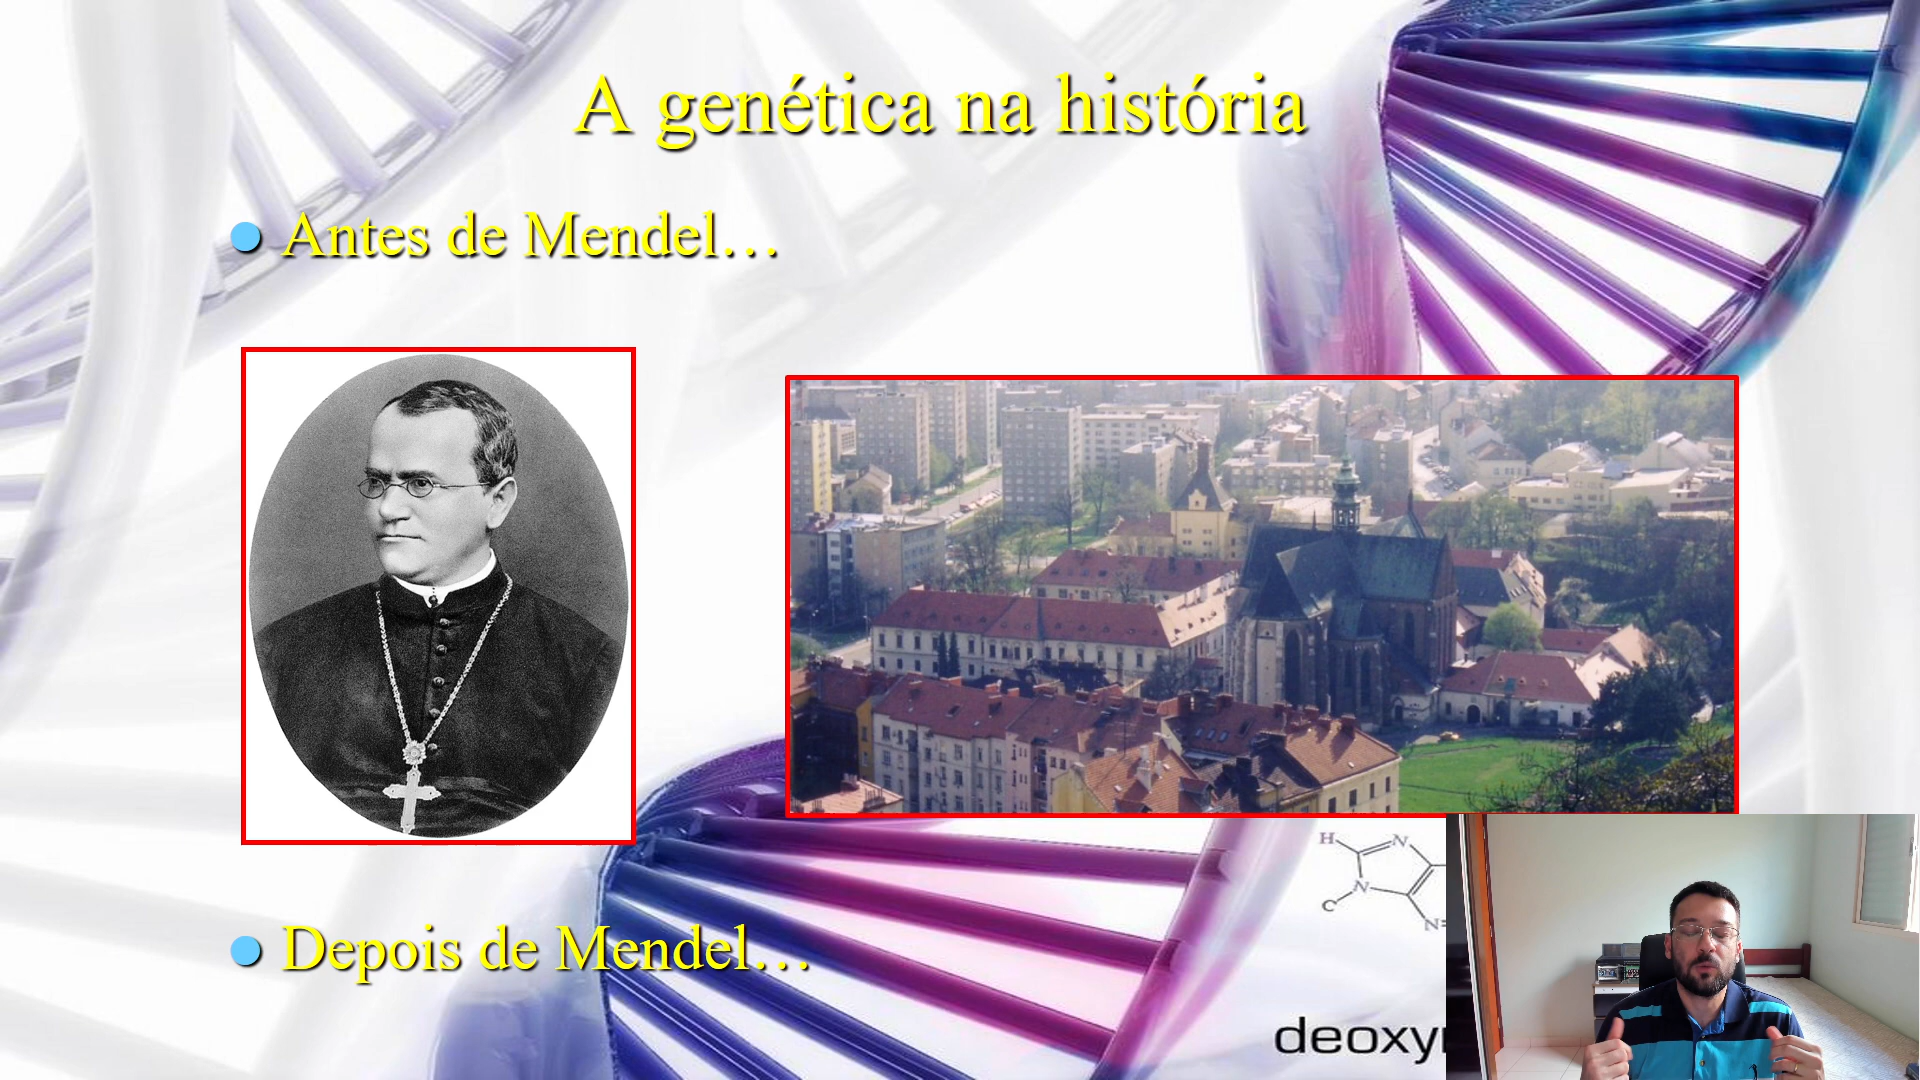 A genética na história
Antes de Mendel…
Depois de Mendel…
H
N
N
C
N=
deoxy